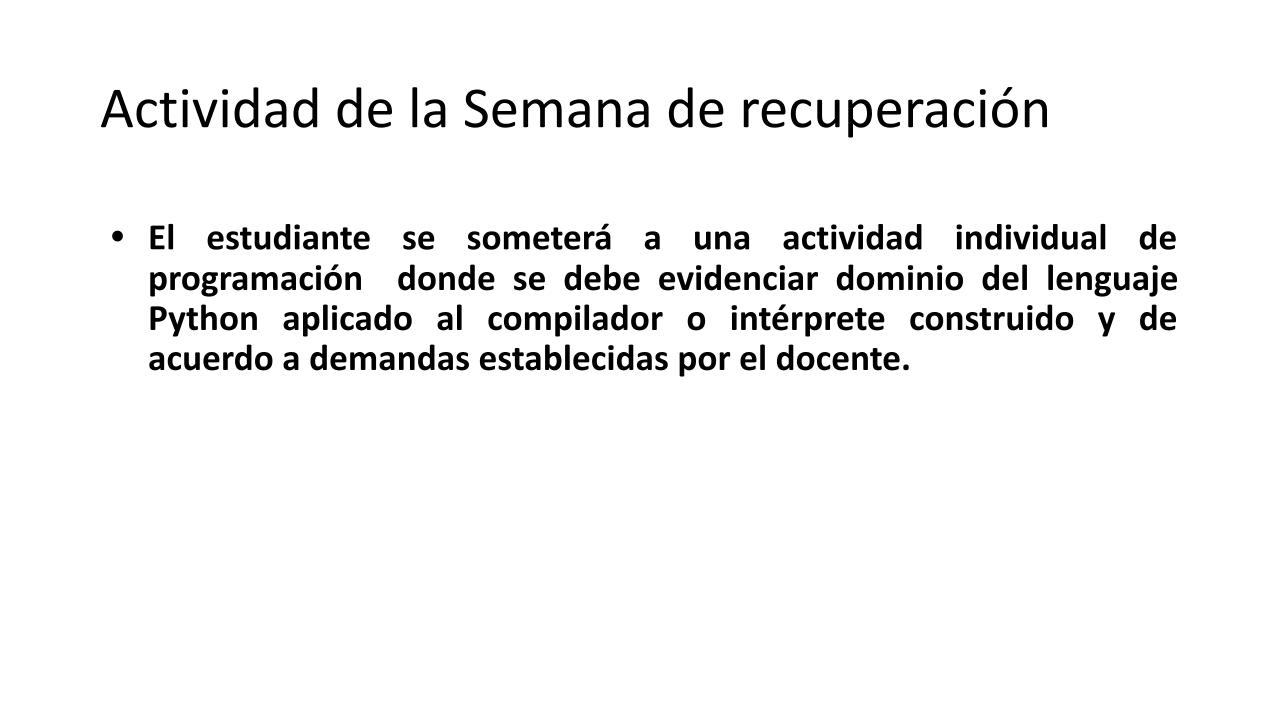 Actividad de la Semana de recuperación
• El estudiante se someterá a una actividad individual de
programación donde se debe evidenciar dominio del lenguaje
Python aplicado al compilador o intérprete construido y de
acuerdo a demandas establecidas por el docente.